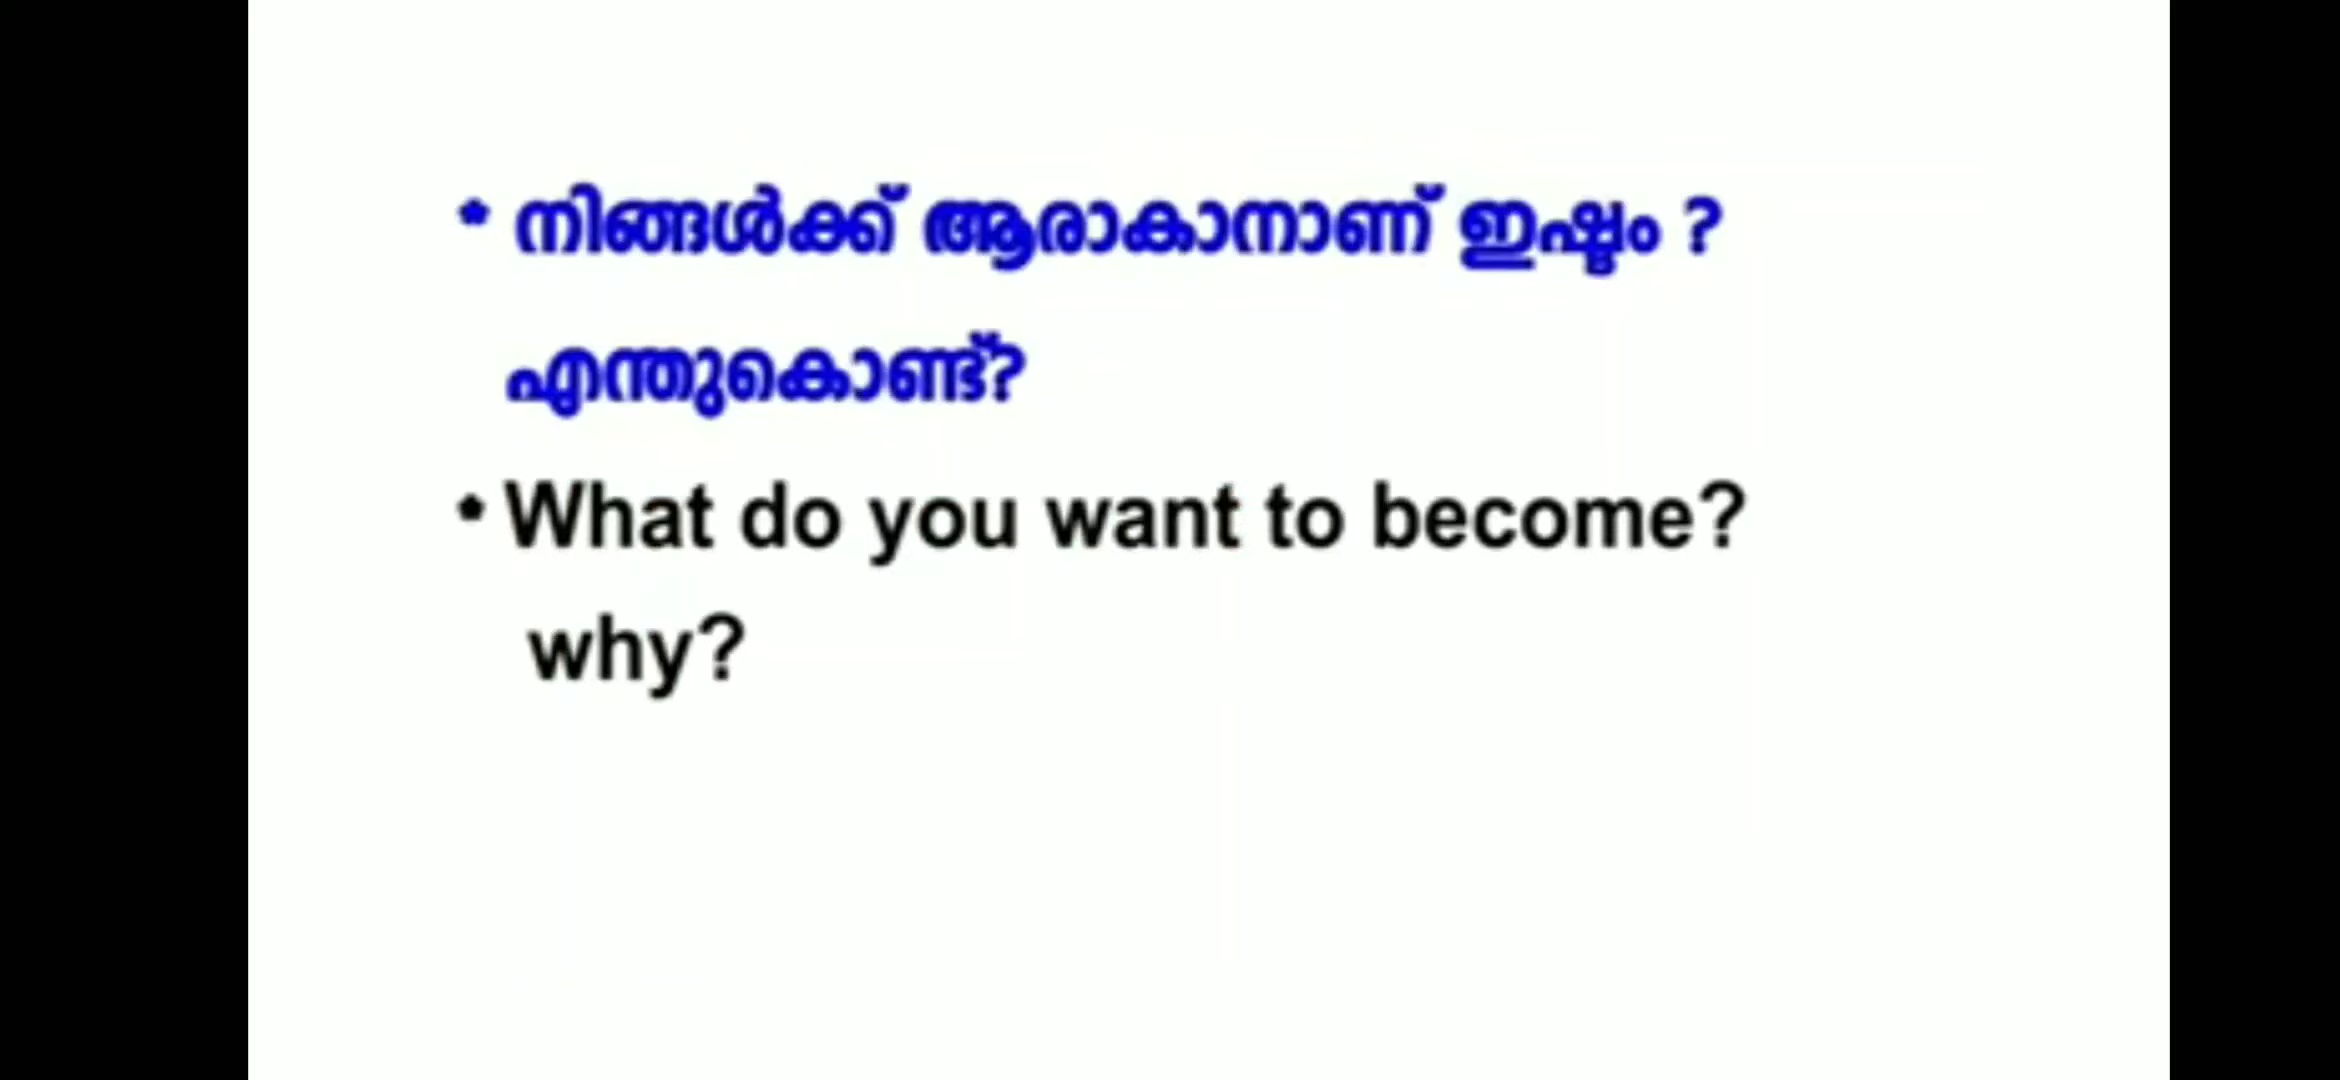 • നിങ്ങൾക്ക് ആരാകാനാണ് ഇഷ്ടം ?
എന്തുകൊണ്ട്?
• What do you want to become?
why?